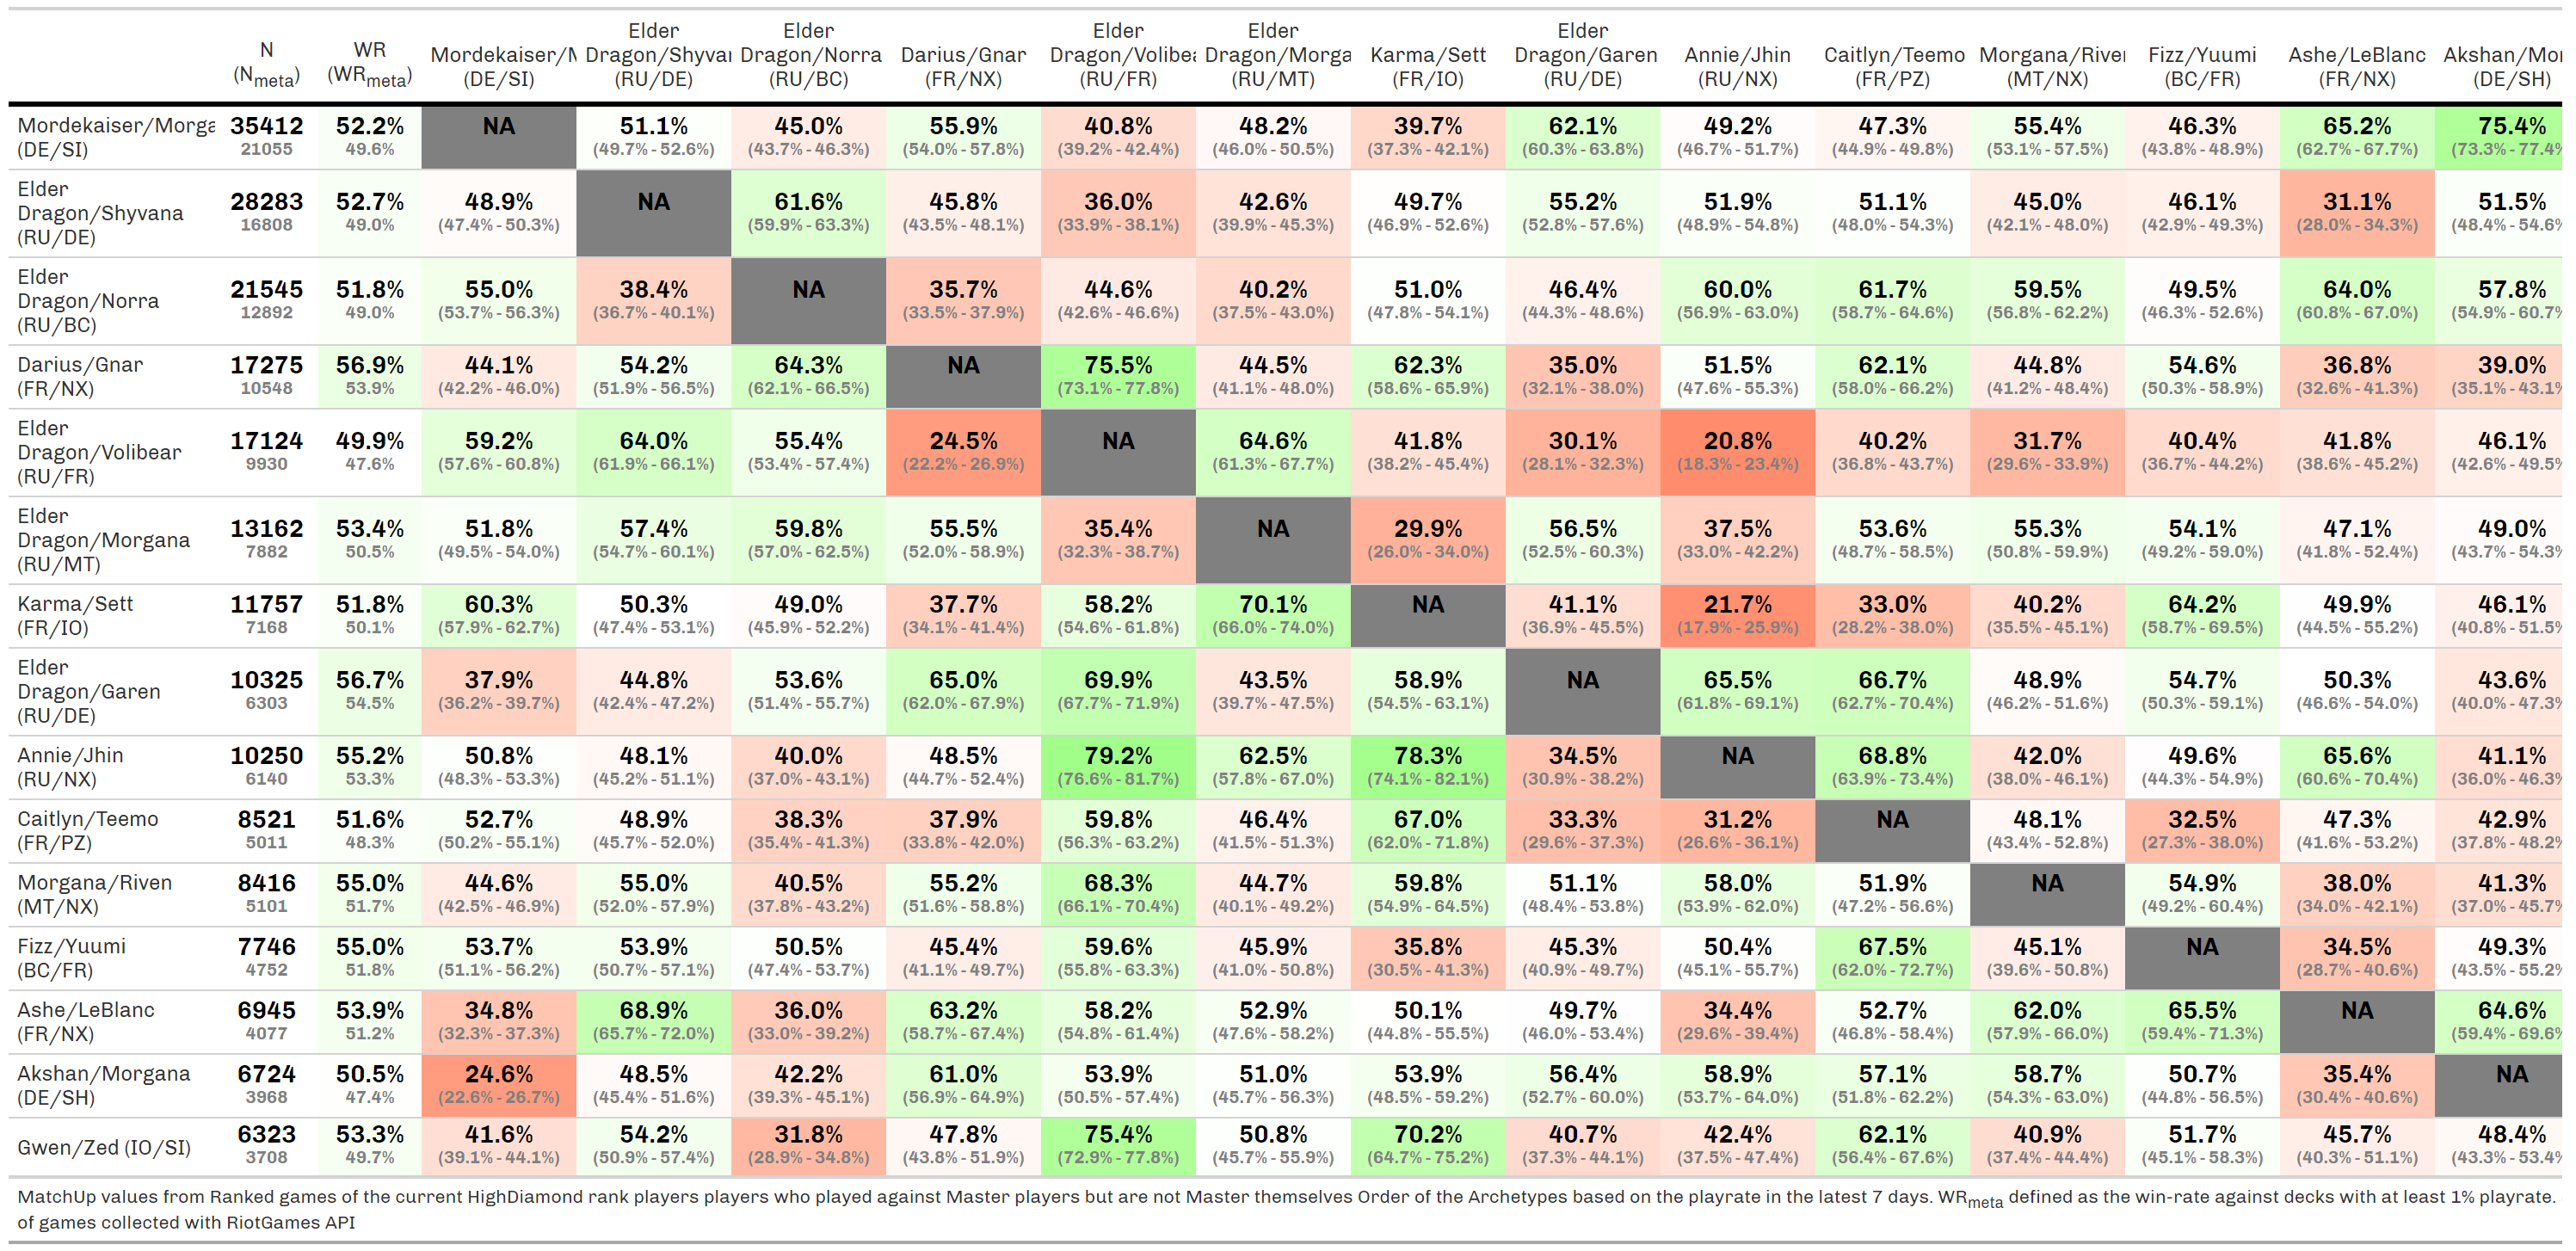 N WR Elder Elder Elder Elder Elder
(Nmeta) (WRmeta) Mordekaiser/M Dragon/Shyvar Dragon/Norra Darius/Gnar Dragon/Volibea Dragon/Morga Karma/Sett Dragon/Garen Annie/Jhin Caitlyn/Teemo Morgana/River Fizz/Yuumi Ashe/LeBlanc Akshan/Mor
(DE/SI) (RU/DE) (RU/BC) (FR/NX) (RU/FR) (RU/MT) (FR/IO) (RU/DE) (RU/NX) (FR/PZ) (MT/NX) (BC/FR) (FR/NX) (DE/SH)
Mordekaiser/Morga 35412 52.2% NA 51.1% 45.0% 55.9% 40.8% 48.2% 39.7% 62.1% 49.2% 47.3% 55.4% 46.3% 65.2% 75.4%
(DE/SI) 21055 49.6% (49.7% - 52.6%) (43.7% - 46.3%) (54.0% - 57.8%) (39.2% - 42.4%) (46.0% - 50.5%) (37.3% - 42.1%) (60.3% - 63.8%) (46.7% - 51.7%) (44.9% - 49.8%) (53.1% - 57.5%) (43.8% - 48.9%) (62.7% - 67.7%) (73.3% - 77.4%
Elder
Dragon/Shyvana 28283 52.7% 48.9% NA 61.6% 45.8% 36.0% 42.6% 49.7% 55.2% 51.9% 51.1% 45.0% 46.1% 31.1% 51.5%
(RU/DE) 16808 49.0% (47.4% - 50.3%) (59.9% - 63.3%) (43.5% - 48.1%) (33.9% - 38.1%) (39.9% - 45.3%) (46.9% - 52.6%) (52.8% - 57.6%) (48.9% - 54.8%) (48.0% - 54.3%) (42.1% - 48.0%) (42.9% - 49.3%) (28.0% - 34.3%) (48.4% - 54.6%
Elder
Dragon/Norra 21545 51.8% 55.0% 38.4% NA 35.7% 44.6% 40.2% 51.0% 46.4% 60.0% 61.7% 59.5% 49.5% 64.0% 57.8%
(RU/BC) 12892 49.0% (53.7% - 56.3%) (36.7% - 40.1%) (33.5% - 37.9%) (42.6% - 46.6%) (37.5% - 43.0%) (47.8% - 54.1%) (44.3% - 48.6%) (56.9% - 63.0%) (58.7% - 64.6%) (56.8% - 62.2%) (46.3% - 52.6%) (60.8% - 67.0%) (54.9% - 60.7%
Darius/Gnar 17275 56.9% 44.1% 54.2% 64.3% NA 75.5% 44.5% 62.3% 35.0% 51.5% 62.1% 44.8% 54.6% 36.8% 39.0%
(FR/NX) 10548 53.9% (42.2% - 46.0%) (51.9% - 56.5%) (62.1% - 66.5%) (73.1% - 77.8%) (41.1% - 48.0%) (58.6% - 65.9%) (32.1% - 38.0%) (47.6% - 55.3%) (58.0% - 66.2%) (41.2% - 48.4%) (50.3% - 58.9%) (32.6% - 41.3%) (35.1% - 43.1%
Elder
Dragon/Volibear 17124 49.9% 59.2% 64.0% 55.4% 24.5% NA 64.6% 41.8% 30.1% 20.8% 40.2% 31.7% 40.4% 41.8% 46.1%
(RU/FR) 9930 47.6% (57.6% - 60.8%) (61.9% - 66.1%) (53.4% - 57.4%) (22.2% - 26.9%) (61.3% - 67.7%) (38.2% - 45.4%) (28.1% - 32.3%) (18.3% - 23.4%) (36.8% - 43.7%) (29.6% - 33.9%) (36.7% - 44.2%) (38.6% - 45.2%) (42.6% - 49.5%
Elder
Dragon/Morgana 13162 53.4% 51.8% 57.4% 59.8% 55.5% 35.4% NA 29.9% 56.5% 37.5% 53.6% 55.3% 54.1% 47.1% 49.0%
(RU/MT) 7882 50.5% (49.5% - 54.0%) (54.7% - 60.1%) (57.0% - 62.5%) (52.0% - 58.9%) (32.3% - 38.7%) (26.0% - 34.0%) (52.5% - 60.3%) (33.0% - 42.2%) (48.7% - 58.5%) (50.8% - 59.9%) (49.2% - 59.0%) (41.8% - 52.4%) (43.7% - 54.3%
Karma/Sett 11757 51.8% 60.3% 50.3% 49.0% 37.7% 58.2% 70.1% NA 41.1% 21.7% 33.0% 40.2% 64.2% 49.9% 46.1%
(FR/IO) 7168 50.1% (57.9% - 62.7%) (47.4% - 53.1%) (45.9% - 52.2%) (34.1% - 41.4%) (54.6% - 61.8%) (66.0% - 74.0%) (36.9% - 45.5%) (17.9% - 25.9%) (28.2% - 38.0%) (35.5% - 45.1%) (58.7% - 69.5%) (44.5% - 55.2%) (40.8% - 51.5%
Elder
Dragon/Garen 10325 56.7% 37.9% 44.8% 53.6% 65.0% 69.9% 43.5% 58.9% NA 65.5% 66.7% 48.9% 54.7% 50.3% 43.6%
(RU/DE) 6303 54.5% (36.2% - 39.7%) (42.4% - 47.2%) (51.4% - 55.7%) (62.0% - 67.9%) (67.7% - 71.9%) (39.7% - 47.5%) (54.5% - 63.1%) (61.8% - 69.1%) (62.7% - 70.4%) (46.2% - 51.6%) (50.3% - 59.1%) (46.6% - 54.0%) (40.0% - 47.3%
Annie/Jhin 10250 55.2% 50.8% 48.1% 40.0% 48.5% 79.2% 62.5% 78.3% 34.5% NA 68.8% 42.0% 49.6% 65.6% 41.1%
(RU/NX) 6140 53.3% (48.3% - 53.3%) (45.2% - 51.1%) (37.0% - 43.1%) (44.7% - 52.4%) (76.6% - 81.7%) (57.8% - 67.0%) (74.1% - 82.1%) (30.9% - 38.2%) (63.9% - 73.4%) (38.0% - 46.1%) (44.3% - 54.9%) (60.6% - 70.4%) (36.0% - 46.3%
Caitlyn/Teemo 8521 51.6% 52.7% 48.9% 38.3% 37.9% 59.8% 46.4% 67.0% 33.3% 31.2% NA 48.1% 32.5% 47.3% 42.9%
(FR/PZ) 5011 48.3% (50.2% - 55.1%) (45.7% - 52.0%) (35.4% - 41.3%) (33.8% - 42.0%) (56.3% - 63.2%) (41.5% - 51.3%) (62.0% - 71.8%) (29.6% - 37.3%) (26.6% - 36.1%) (43.4% - 52.8%) (27.3% - 38.0%) (41.6% - 53.2%) (37.8% - 48.2%
Morgana/Riven 8416 55.0% 44.6% 55.0% 40.5% 55.2% 68.3% 44.7% 59.8% 51.1% 58.0% 51.9% NA 54.9% 38.0% 41.3%
(MT/NX) 5101 51.7% (42.5% - 46.9%) (52.0% - 57.9%) (37.8% - 43.2%) (51.6% - 58.8%) (66.1% - 70.4%) (40.1% - 49.2%) (54.9% - 64.5%) (48.4% - 53.8%) (53.9% - 62.0%) (47.2% - 56.6%) (49.2% - 60.4%) (34.0% - 42.1%) (37.0% - 45.7%
Fizz/Yuumi 7746 55.0% 53.7% 53.9% 50.5% 45.4% 59.6% 45.9% 35.8% 45.3% 50.4% 67.5% 45.1% NA 34.5% 49.3%
(BC/FR) 4752 51.8% (51.1% - 56.2%) (50.7% - 57.1%) (47.4% - 53.7%) (41.1% - 49.7%) (55.8% - 63.3%) (41.0% - 50.8%) (30.5% - 41.3%) (40.9% - 49.7%) (45.1% - 55.7%) (62.0% - 72.7%) (39.6% - 50.8%) (28.7% - 40.6%) (43.5% - 55.2%
Ashe/LeBlanc 6945 53.9% 34.8% 68.9% 36.0% 63.2% 58.2% 52.9% 50.1% 49.7% 34.4% 52.7% 62.0% 65.5% NA 64.6%
(FR/NX) 4077 51.2% (32.3% - 37.3%) (65.7% - 72.0%) (33.0% - 39.2%) (58.7% - 67.4%) (54.8% - 61.4%) (47.6% - 58.2%) (44.8% - 55.5%) (46.0% - 53.4%) (29.6% - 39.4%) (46.8% - 58.4%) (57.9% - 66.0%) (59.4% - 71.3%) (59.4% - 69.6%
Akshan/Morgana 6724 50.5% 24.6% 48.5% 42.2% 61.0% 53.9% 51.0% 53.9% 56.4% 58.9% 57.1% 58.7% 50.7% 35.4% NA
(DE/SH) 3968 47.4% (22.6% - 26.7%) (45.4% - 51.6%) (39.3% - 45.1%) (56.9% - 64.9%) (50.5% - 57.4%) (45.7% - 56.3%) (48.5% - 59.2%) (52.7% - 60.0%) (53.7% - 64.0%) (51.8% - 62.2%) (54.3% - 63.0%) (44.8% - 56.5%) (30.4% - 40.6%)
Gwen/Zed (IO/SI) 6323 53.3% 41.6% 54.2% 31.8% 47.8% 75.4% 50.8% 70.2% 40.7% 42.4% 62.1% 40.9% 51.7% 45.7% 48.4%
3708 49.7% (39.1% - 44.1%) (50.9% - 57.4%) (28.9% - 34.8%) (43.8% - 51.9%) (72.9% - 77.8%) (45.7% - 55.9%) (64.7% - 75.2%) (37.3% - 44.1%) (37.5% - 47.4%) (56.4% - 67.6%) (37.4% - 44.4%) (45.1% - 58.3%) (40.3% - 51.1%) (43.3% - 53.4%
MatchUp values from Ranked games of the current HighDiamond rank players players who played against Master players but are not Master themselves Order of the Archetypes based on the playrate in the latest 7 days. WRmeta defined as the win-rate against decks with at least 1% playrate.
of games collected with RiotGames API